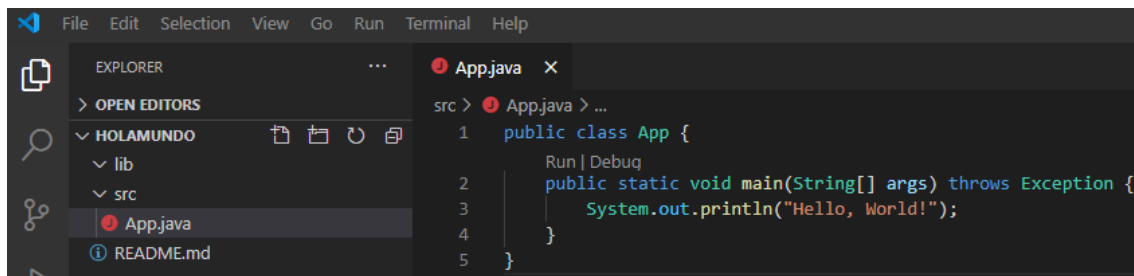 File Edit Selection View Go Run Terminal Help
EXPLORER ...
OPEN EDITORS
HOLAMUNDO
lib
src
J App.java
README.md
J App.java ×
src > J App.java > ...
1 public class App {
Run | Debug
2 public static void main(String[] args) throws Exception {
3 System.out.println("Hello, World!");
4 }
5 }